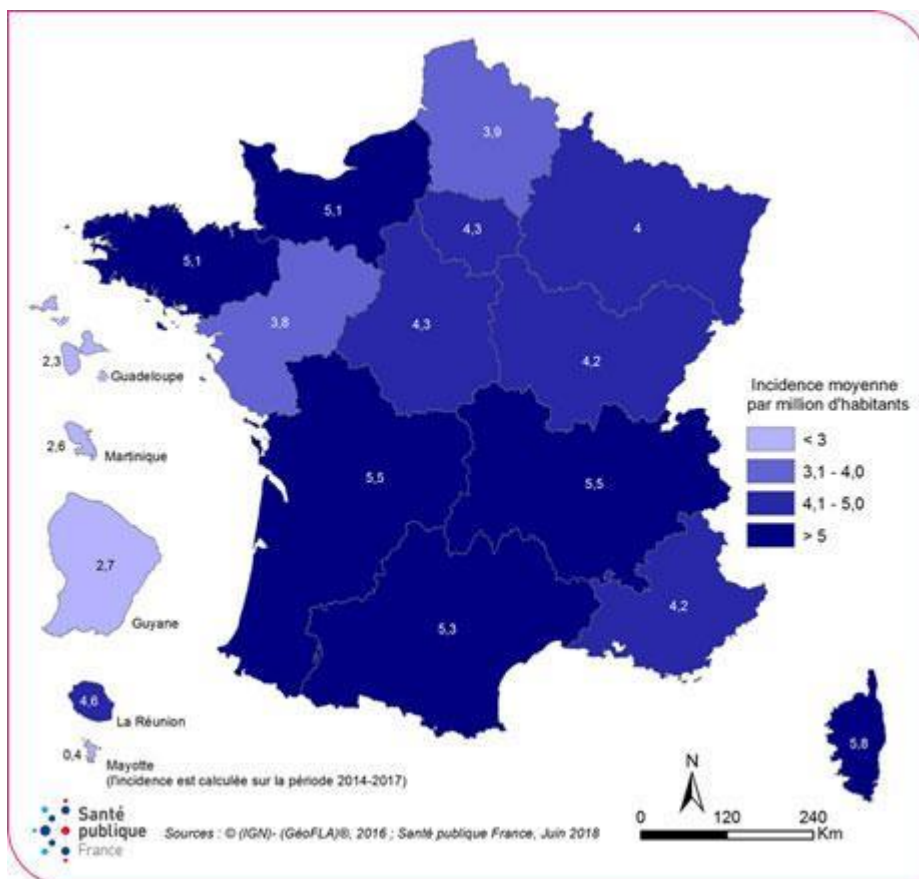 3,9
5,1
4,3
4
5,1
3,8
4,3
4,2
2,3
Guadeloupe
2,6
Martinique
5,5
5,5
2,7
Guyane
5,3
4,2
4,6
La Réunion
0,4
Mayotte
(l'incidence est calculée sur la période 2014-2017)
5,8
Incidence moyenne
par million d'habitants
< 3
3,1 - 4,0
4,1 - 5,0
> 5
N
0 120 240
Km
Santé
publique
France
Sources : © (IGN)- (GéoFLA)®, 2016 ; Santé publique France, Juin 2018